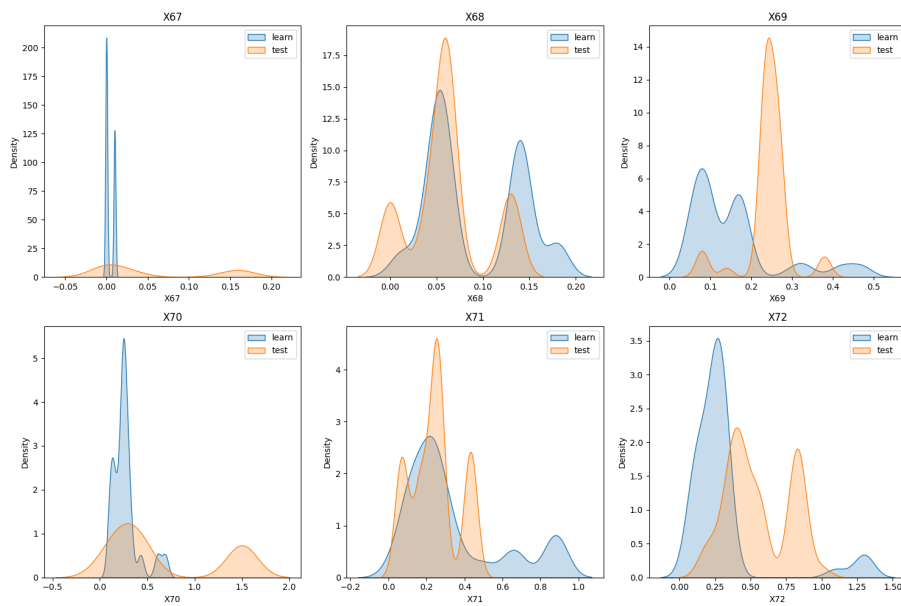 X67
learn
test
Density
200
175
150
125
100
75
50
25
0
−0.05
0.00
0.05
0.10
0.15
0.20
X67
X68
learn
test
Density
17.5
15.0
12.5
10.0
7.5
5.0
2.5
0.0
0.00
0.05
0.10
0.15
0.20
X68
X69
learn
test
Density
14
12
10
8
6
4
2
0
0.0
0.1
0.2
0.3
0.4
0.5
X69
X70
learn
test
Density
5
4
3
2
1
0
−0.5
0.0
0.5
1.0
1.5
2.0
X70
X71
learn
test
Density
4
3
2
1
0
−0.2
0.0
0.2
0.4
0.6
0.8
1.0
X71
X72
learn
test
Density
3.5
3.0
2.5
2.0
1.5
1.0
0.5
0.0
0.00
0.25
0.50
0.75
1.00
1.25
1.50
X72